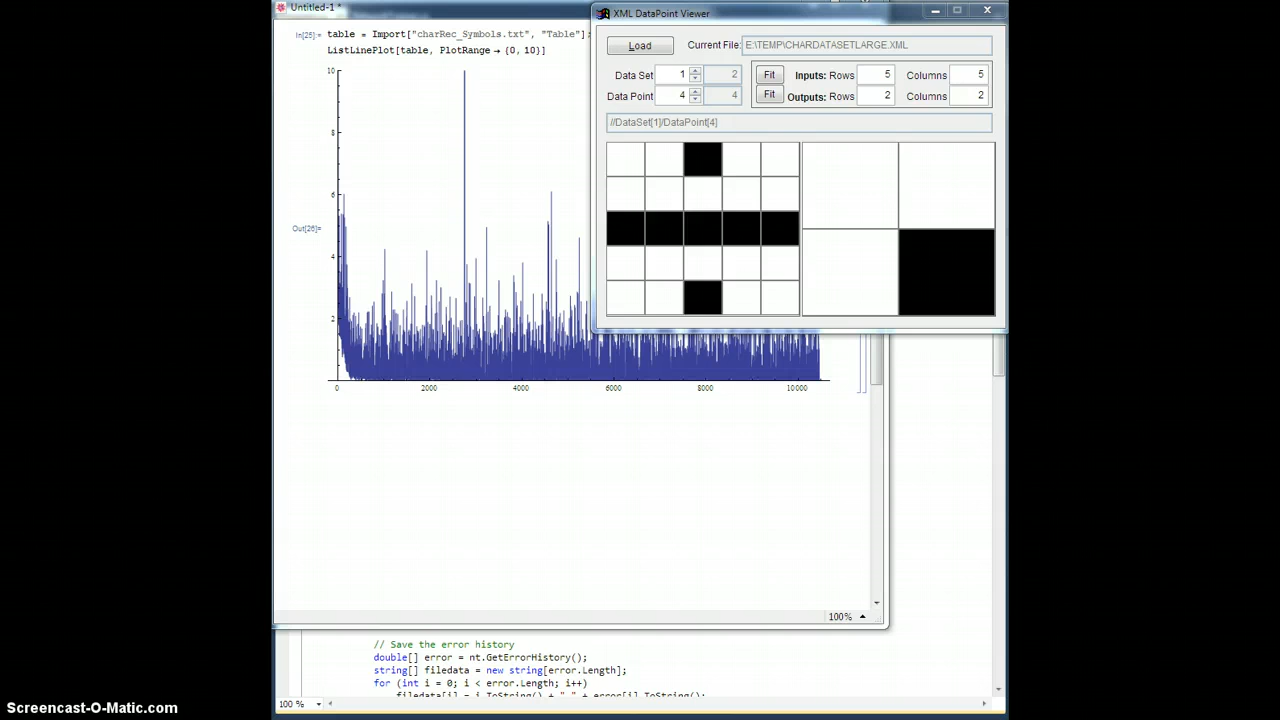 Untitled-1 *
In[25]:= table = Import["charRec_Symbols.txt", "Table"];
ListLinePlot[table, PlotRange → {0, 10}]
Out[26]=
10
8
6
4
2
0 2000 4000 6000 8000 10000
100%
XML DataPoint Viewer
Load Current File: E:\TEMP\CHARDATASETLARGE.XML
Data Set 1 2 Fit Inputs: Rows 5 Columns 5
Data Point 4 4 Fit Outputs: Rows 2 Columns 2
//DataSet[1]/DataPoint[4]
// Save the error history
double[] error = nt.GetErrorHistory();
string[] filedata = new string[error.Length];
for (int i = 0; i < error.Length; i++)
filedata[i] = i.ToString() + " " + error[i].ToString();
100 %
Screencast-O-Matic.com